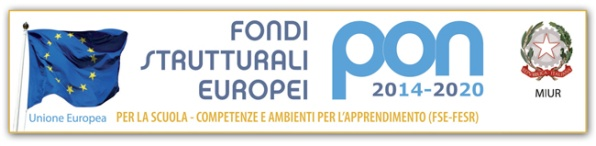 FONDI
STRUTTURALI
EUROPEI
pon
2014-2020
MIUR
Unione Europea
PER LA SCUOLA - COMPETENZE E AMBIENTI PER L'APPRENDIMENTO (FSE-FESR)